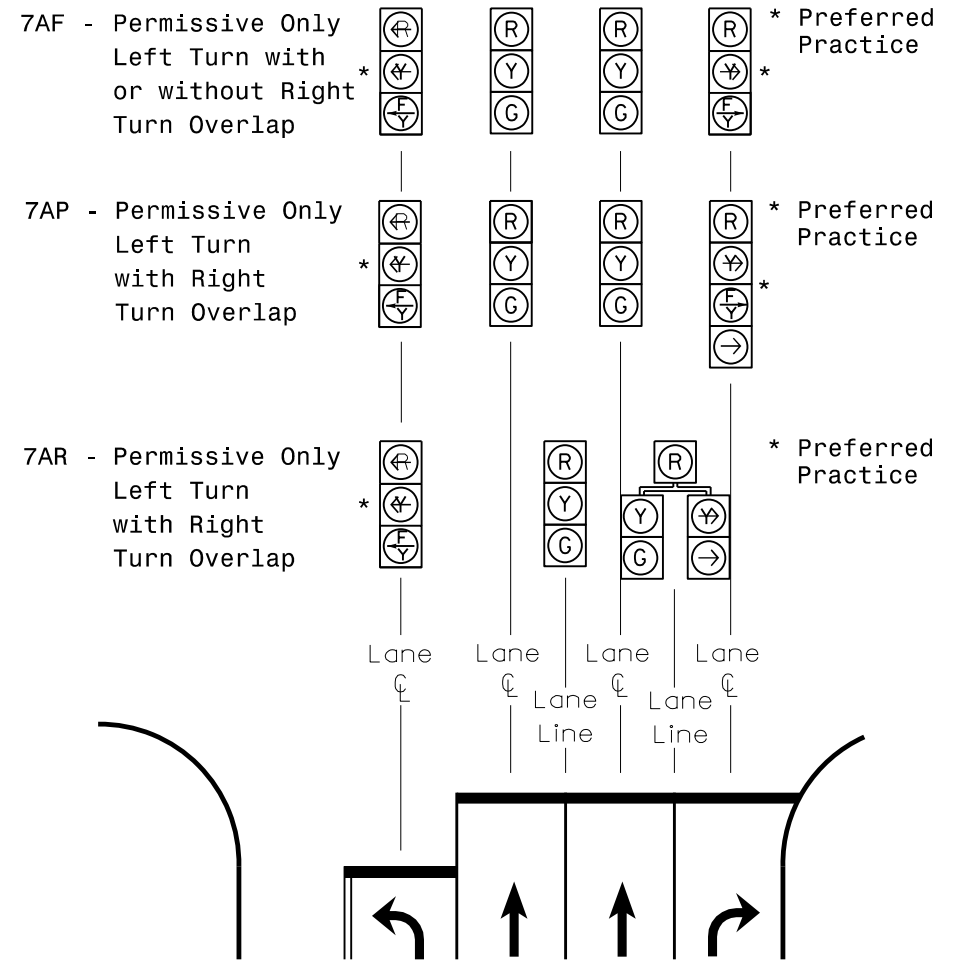 7AF - Permissive Only
Left Turn with
or without Right
Turn Overlap
*
R R R R
Y Y Y Y
F Y G G F Y
*
* Preferred
Practice
7AP - Permissive Only
Left Turn
with Right
Turn Overlap
*
R R R R
Y Y Y Y
F Y G G F Y
*
* Preferred
Practice
7AR - Permissive Only
Left Turn
with Right
Turn Overlap
*
R R R
Y Y Y Y
F Y G G
* Preferred
Practice
Lane Lane Lane Lane
℄ ℄ ℄ ℄
Lane Lane
Line Line